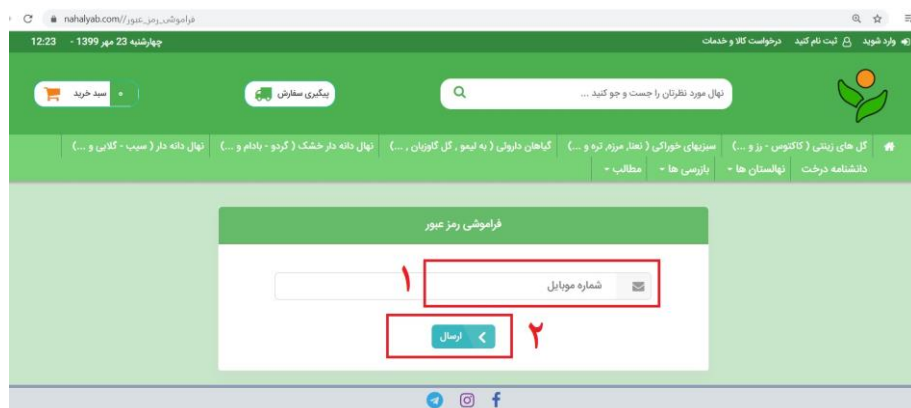 nahalyab.com//فراموشی_رمز_عبور
وارد شوید ثبت نام کنید درخواست کالا و خدمات
چهارشنبه 23 مهر 1399 - 12:23
نهال مورد نظرتان را جست و جو کنید ...
پیگیری سفارش
سبد خرید ۰
گل های زینتی ( کاکتوس - رز و ...) سبزیهای خوراکی ( نعنا, مرزه, تره و ...) گیاهان داروئی ( به لیمو , گل گاوزبان , ...) نهال دانه دار خشک ( گردو - بادام و ...) نهال دانه دار ( سیب - گلابی و ...)
دانشنامه درخت نهالستان ها بازرسی ها مطالب
فراموشی رمز عبور
شماره موبایل ۱
ارسال ۲